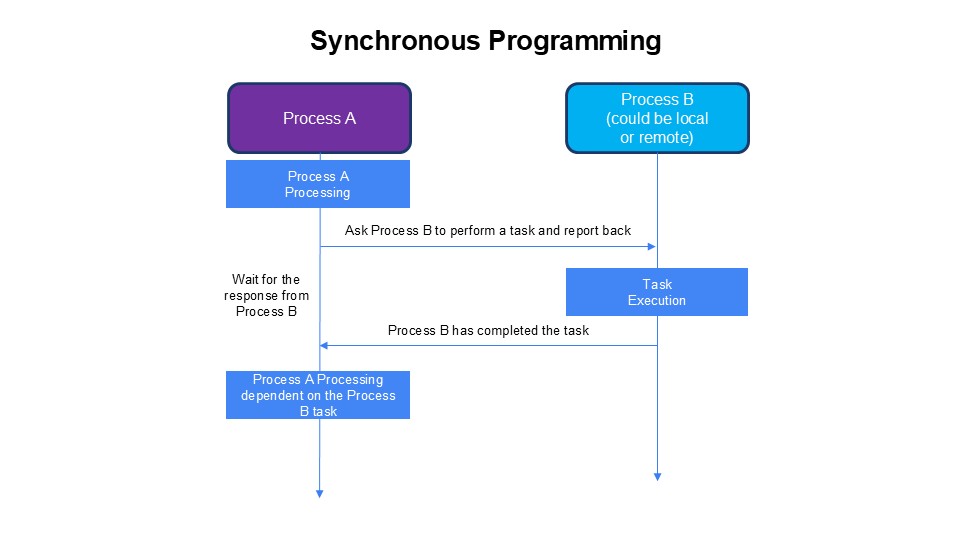 Synchronous Programming
Process A
Process B
(could be local
or remote)
Process A
Processing
Ask Process B to perform a task and report back
Wait for the
response from
Process B
Task
Execution
Process B has completed the task
Process A Processing
dependent on the Process
B task